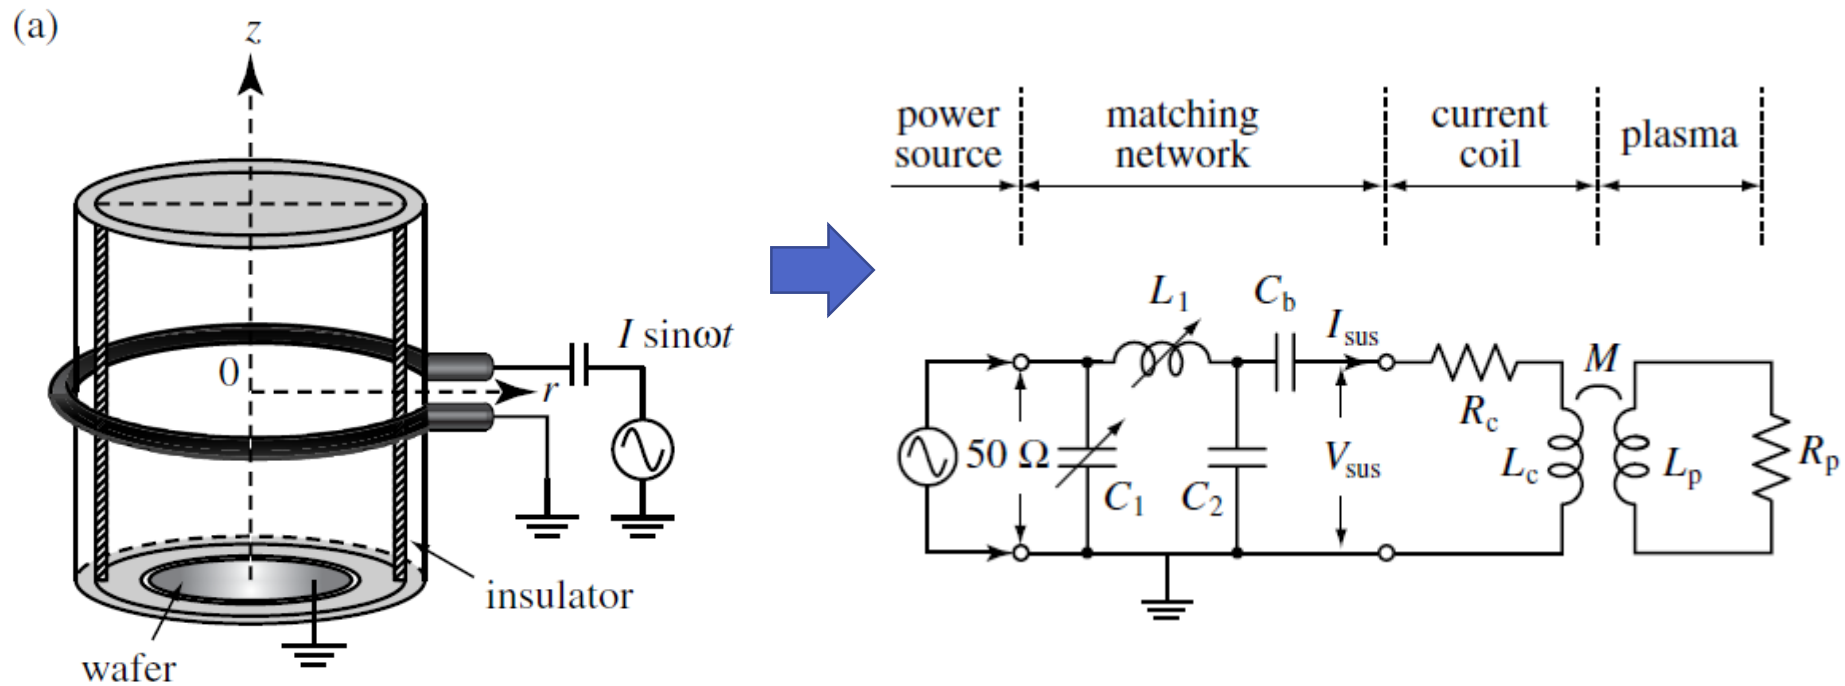 (a)
z
I sinωt
0
r
insulator
wafer
power
source
matching
network
current
coil
plasma
L1
Cb
Isus
M
Rc
50 Ω
C1
C2
Vsus
Lc
Lp
Rp